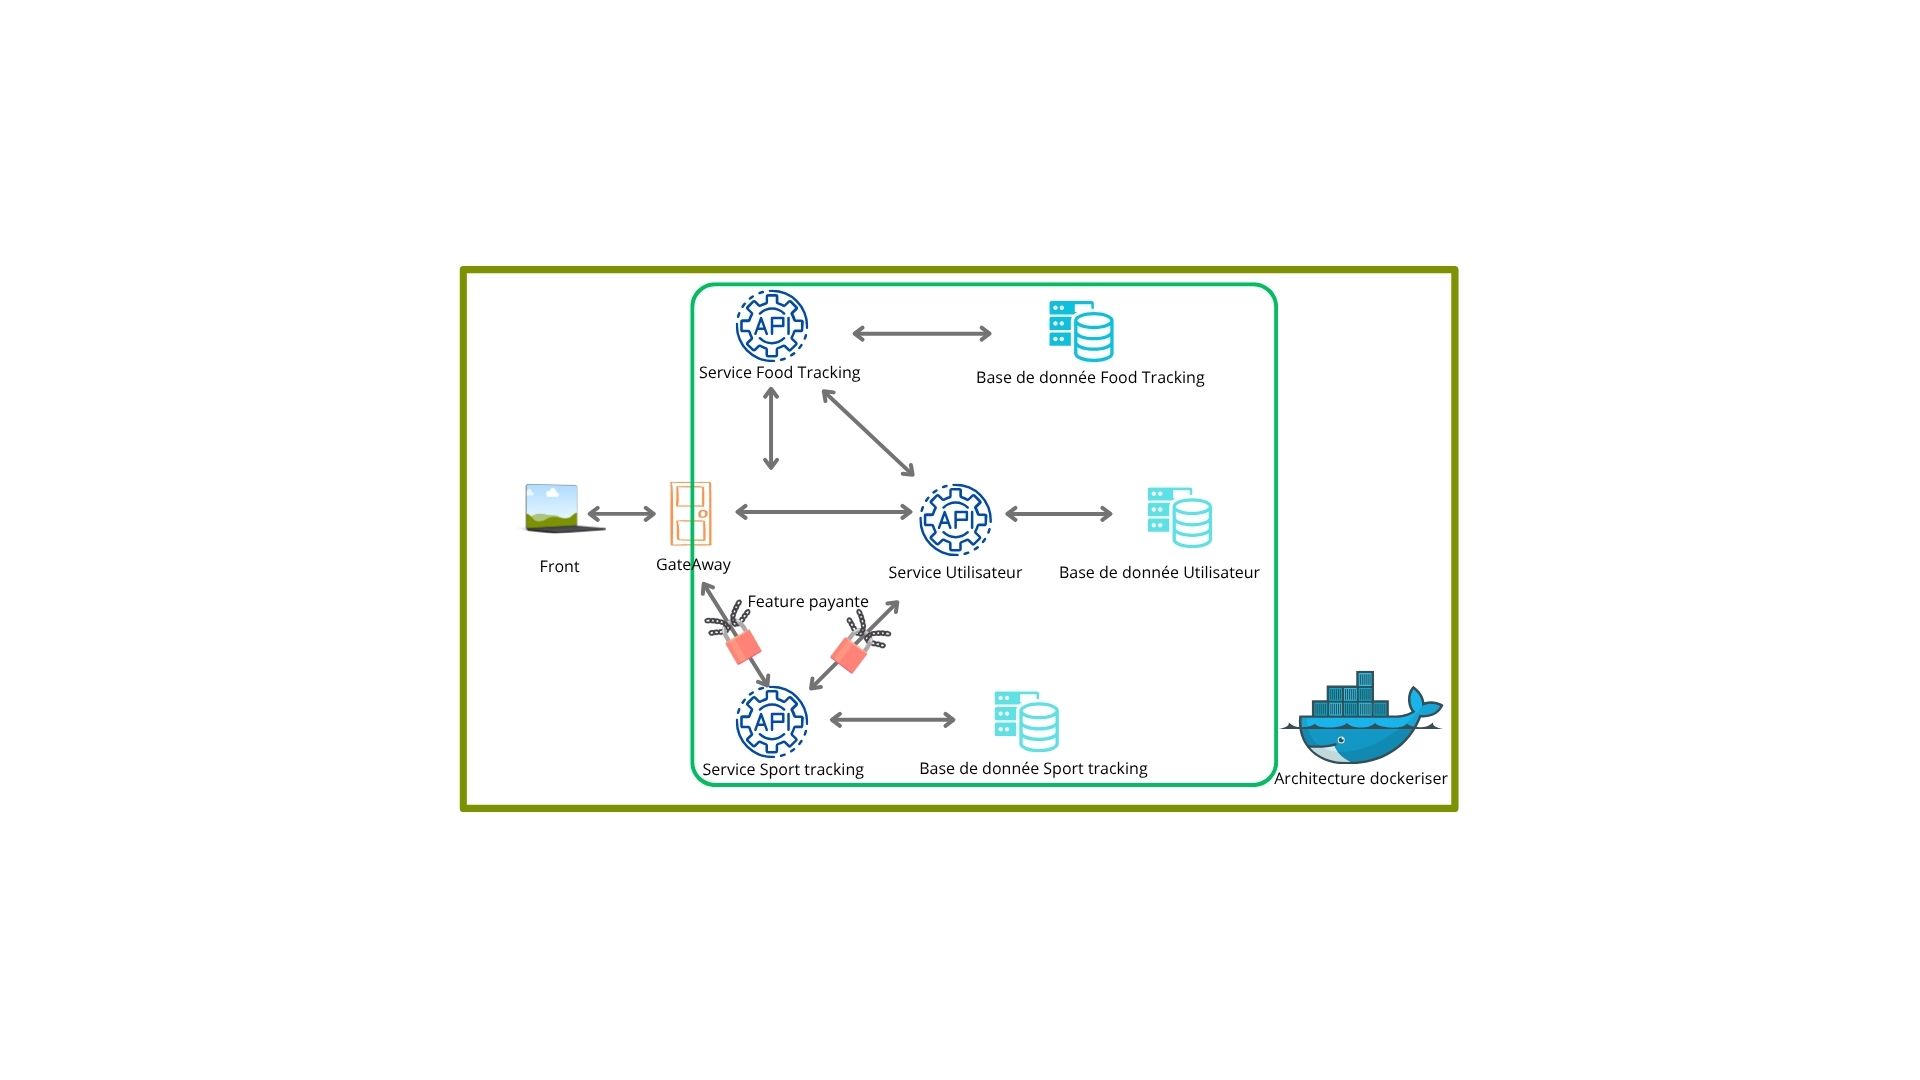 API
Service Food Tracking
Base de donnée Food Tracking
Front
GateAway
API
Service Utilisateur
Base de donnée Utilisateur
Feature payante
API
Service Sport tracking
Base de donnée Sport tracking
Architecture dockeriser